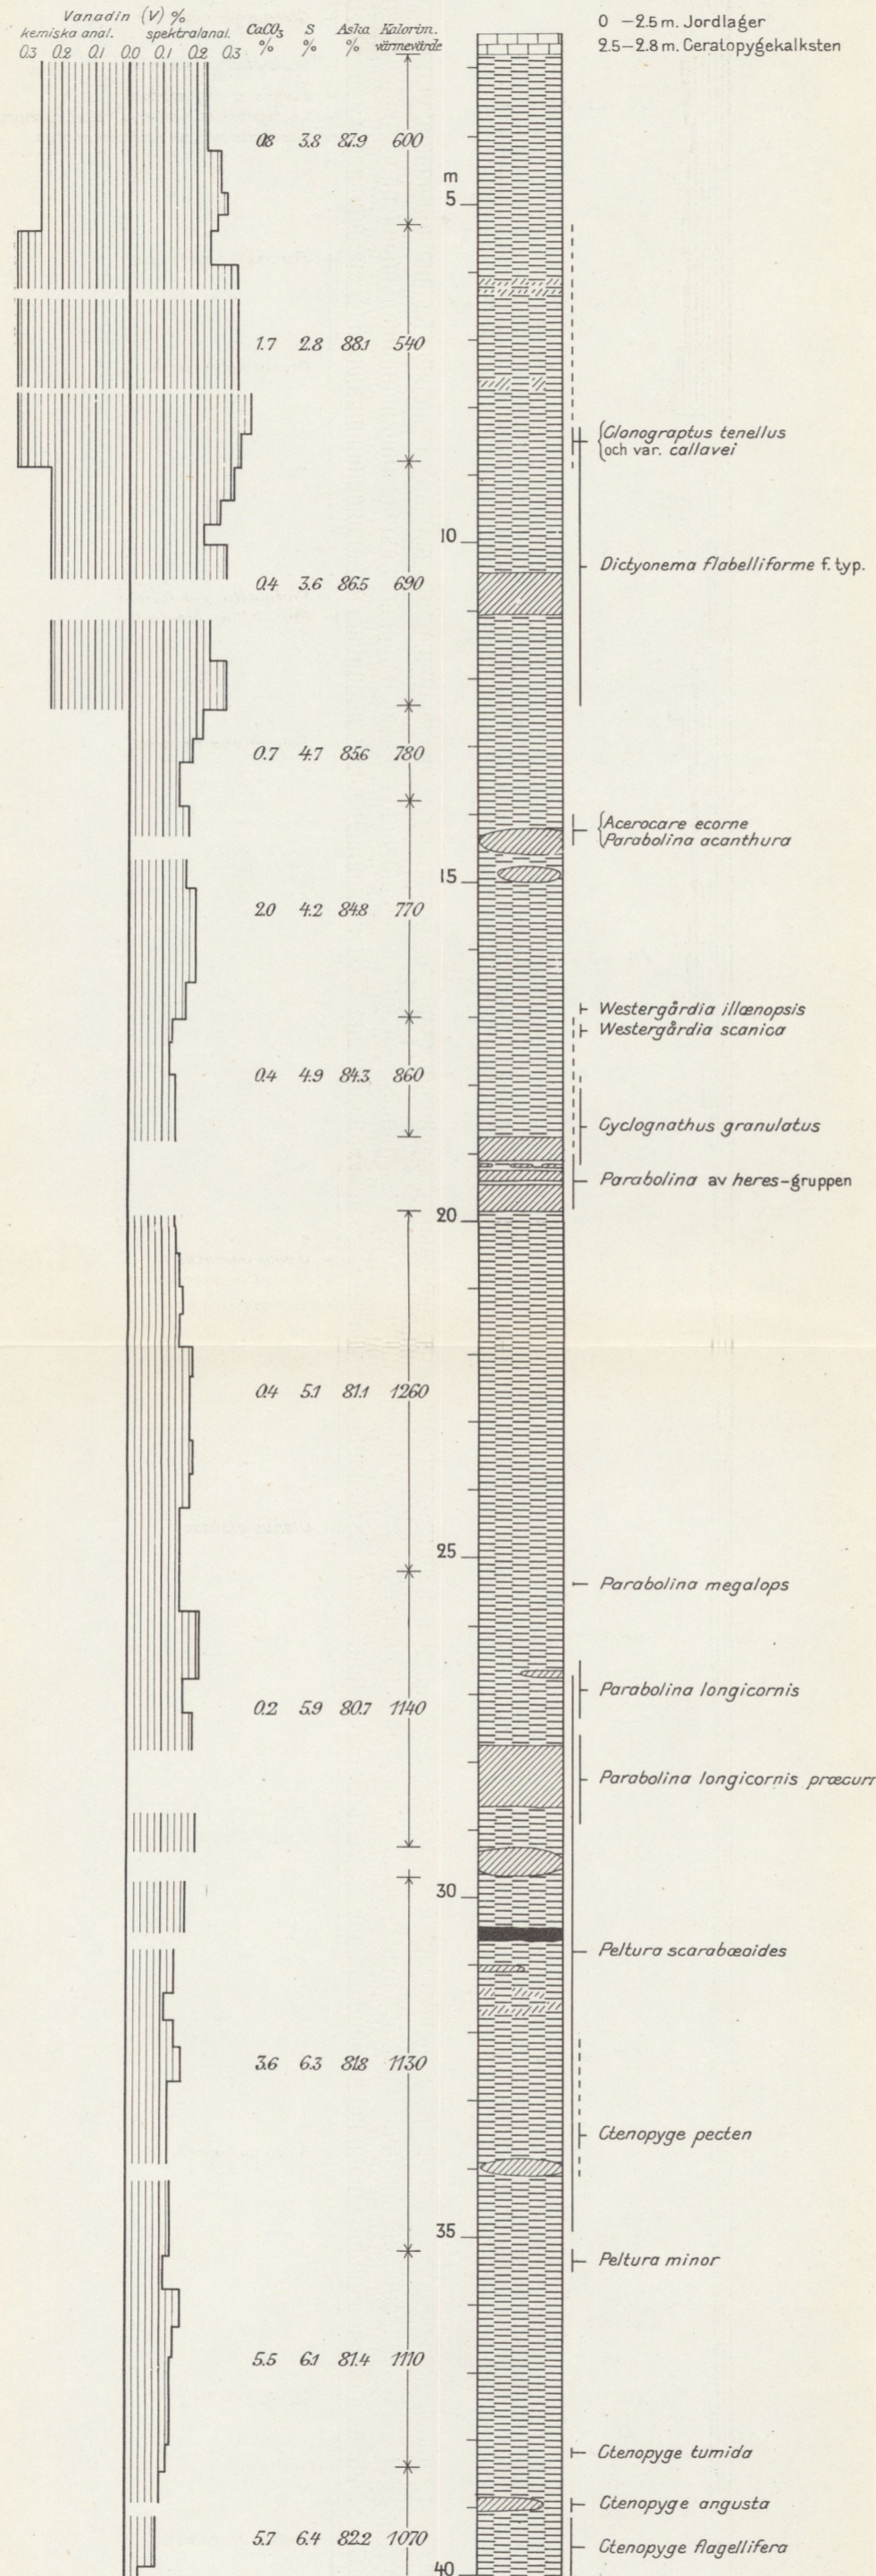 Vanadin (V) %
kemiska anal. spektralanal.
0.3 0.2 0.1 0.0 0.1 0.2 0.3
CaCO₃ % S % Aska % Kalorim. värmevärde
0 –2.5 m. Jordlager
2.5–2.8 m. Ceratopygekalksten
0.8 3.8 87.9 600
m
5
1.7 2.8 88.1 540
Clonograptus tenellus
och var. callavei
10
Dictyonema flabelliforme f. typ.
0.4 3.6 86.5 690
0.7 4.7 85.6 780
Acerocare ecorne
Parabolina acanthura
15
2.0 4.2 84.8 770
Westergårdia illænopsis
Westergårdia scanica
0.4 4.9 84.3 860
Cyclognathus granulatus
Parabolina av heres-gruppen
20
0.4 5.1 81.1 1260
25
Parabolina megalops
Parabolina longicornis
0.2 5.9 80.7 1140
Parabolina longicornis præcurr
30
Peltura scarabæoides
3.6 6.3 81.8 1130
Ctenopyge pecten
35
Peltura minor
5.5 6.1 81.4 1110
Ctenopyge tumida
Ctenopyge angusta
5.7 6.4 82.2 1070
Ctenopyge flagellifera
40